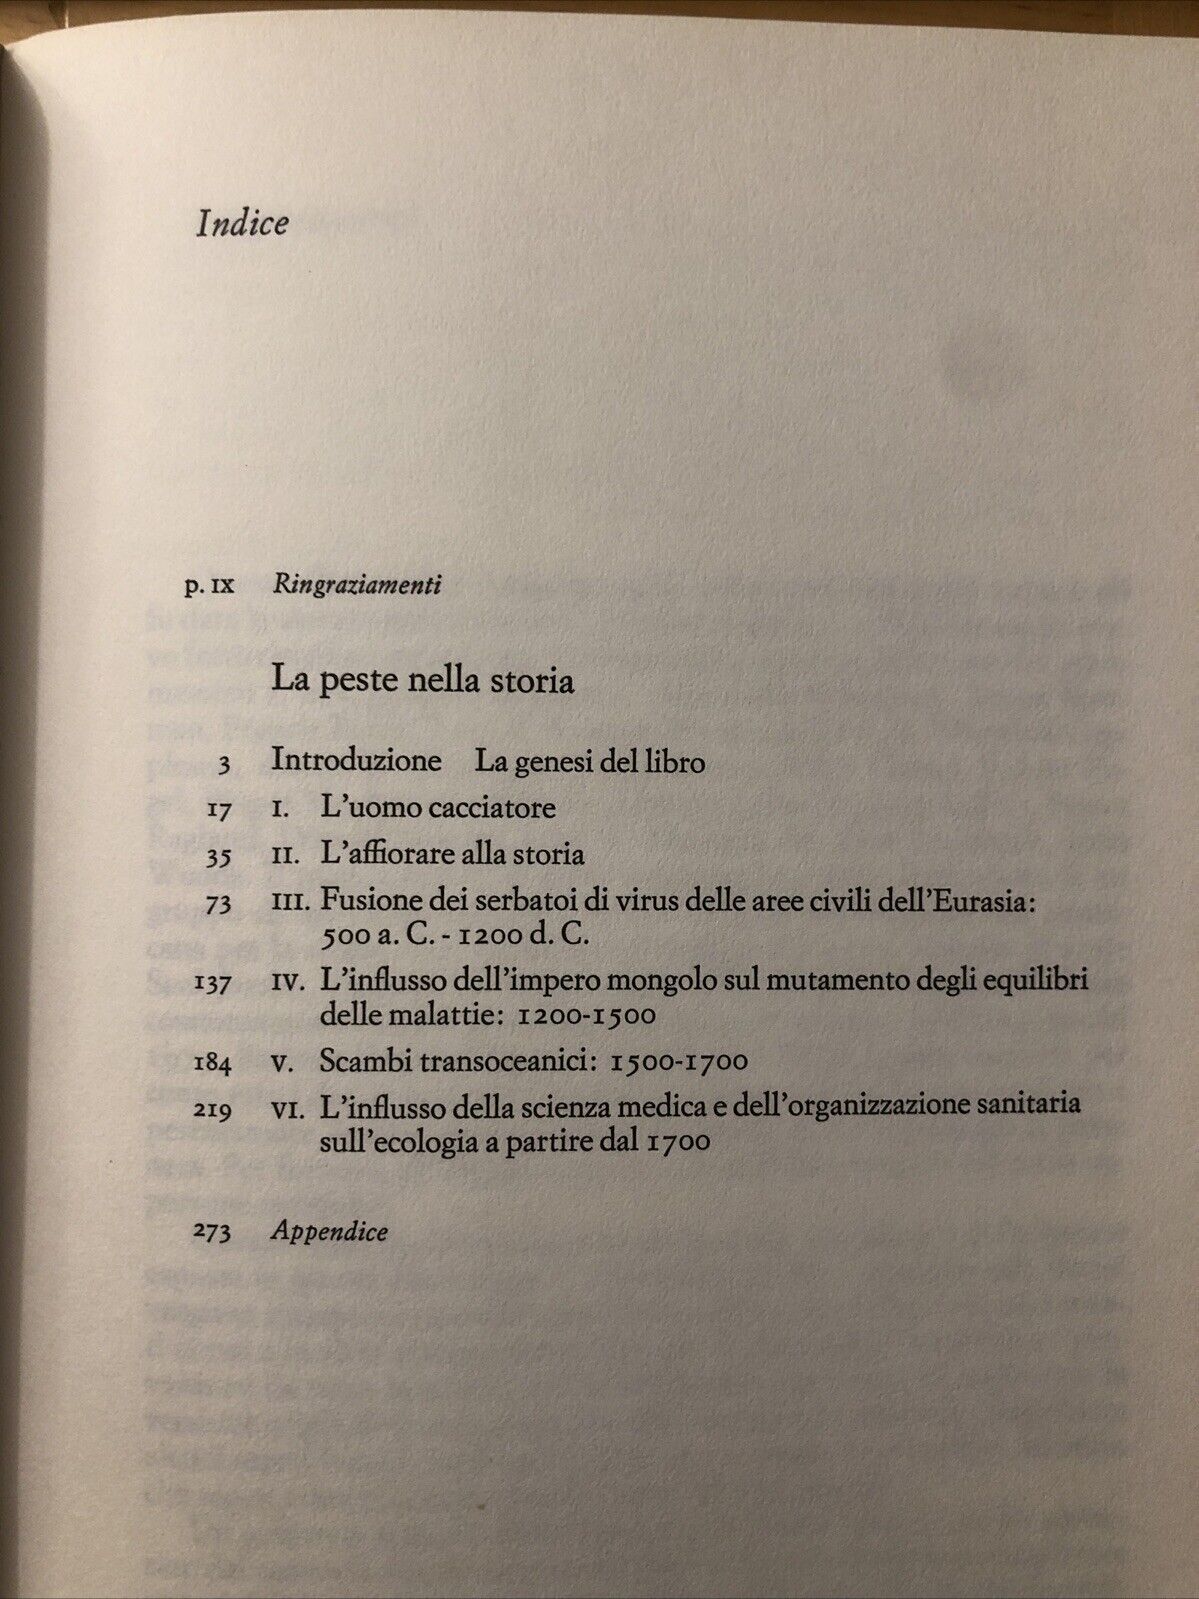 Indice
p. IX Ringraziamenti
La peste nella storia
3 Introduzione La genesi del libro
17 I. L'uomo cacciatore
35 II. L'affiorare alla storia
73 III. Fusione dei serbatoi di virus delle aree civili dell'Eurasia:
500 a. C. - 1200 d. C.
137 IV. L'influsso dell'impero mongolo sul mutamento degli equilibri
delle malattie: 1200-1500
184 V. Scambi transoceanici: 1500-1700
219 VI. L'influsso della scienza medica e dell'organizzazione sanitaria
sull'ecologia a partire dal 1700
273 Appendice